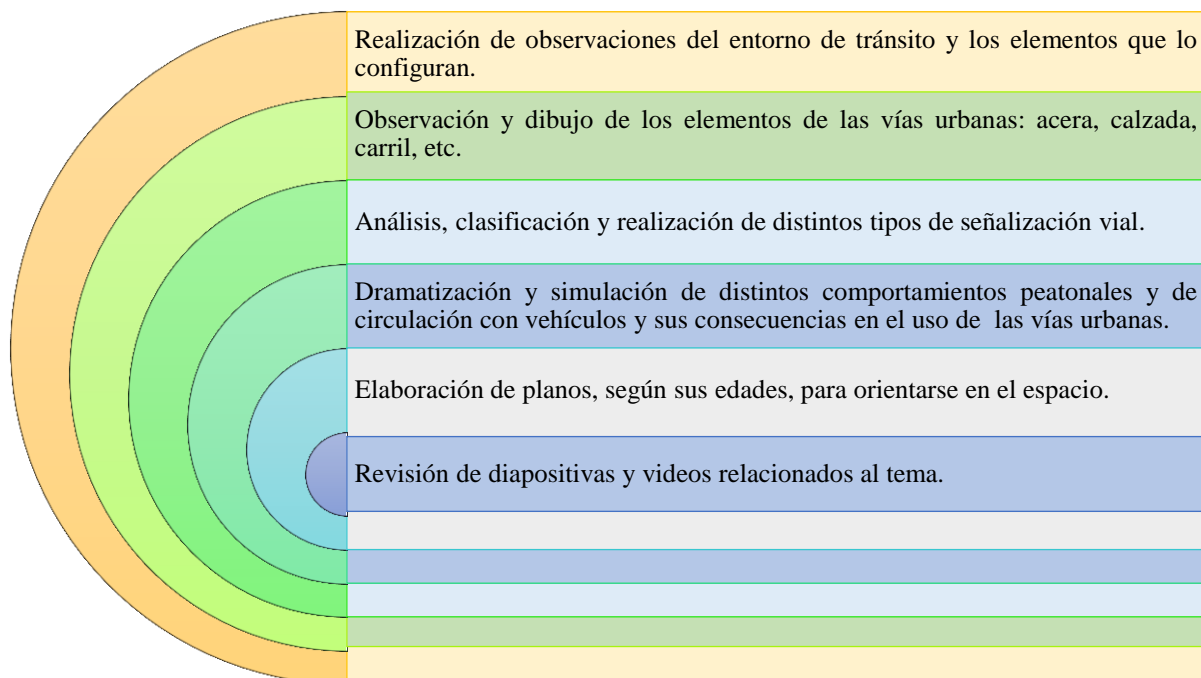 Realización de observaciones del entorno de tránsito y los elementos que lo
configuran.
Observación y dibujo de los elementos de las vías urbanas: acera, calzada,
carril, etc.
Análisis, clasificación y realización de distintos tipos de señalización vial.
Dramatización y simulación de distintos comportamientos peatonales y de
circulación con vehículos y sus consecuencias en el uso de  las vías urbanas.
Elaboración de planos, según sus edades, para orientarse en el espacio.
Revisión de diapositivas y videos relacionados al tema.